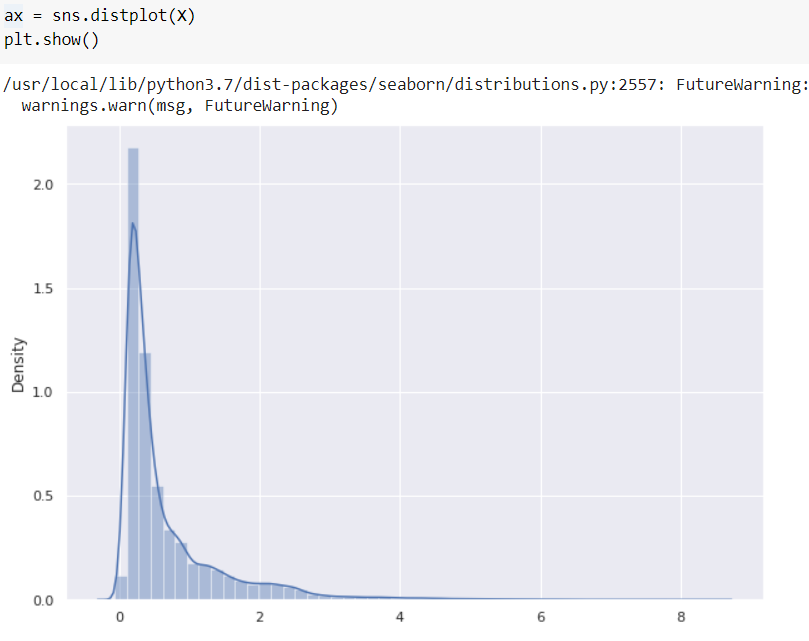 ax = sns.distplot(X)
plt.show()
/usr/local/lib/python3.7/dist-packages/seaborn/distributions.py:2557: FutureWarning:
warnings.warn(msg, FutureWarning)
2.0
1.5
1.0
0.5
0.0
Density
0 2 4 6 8